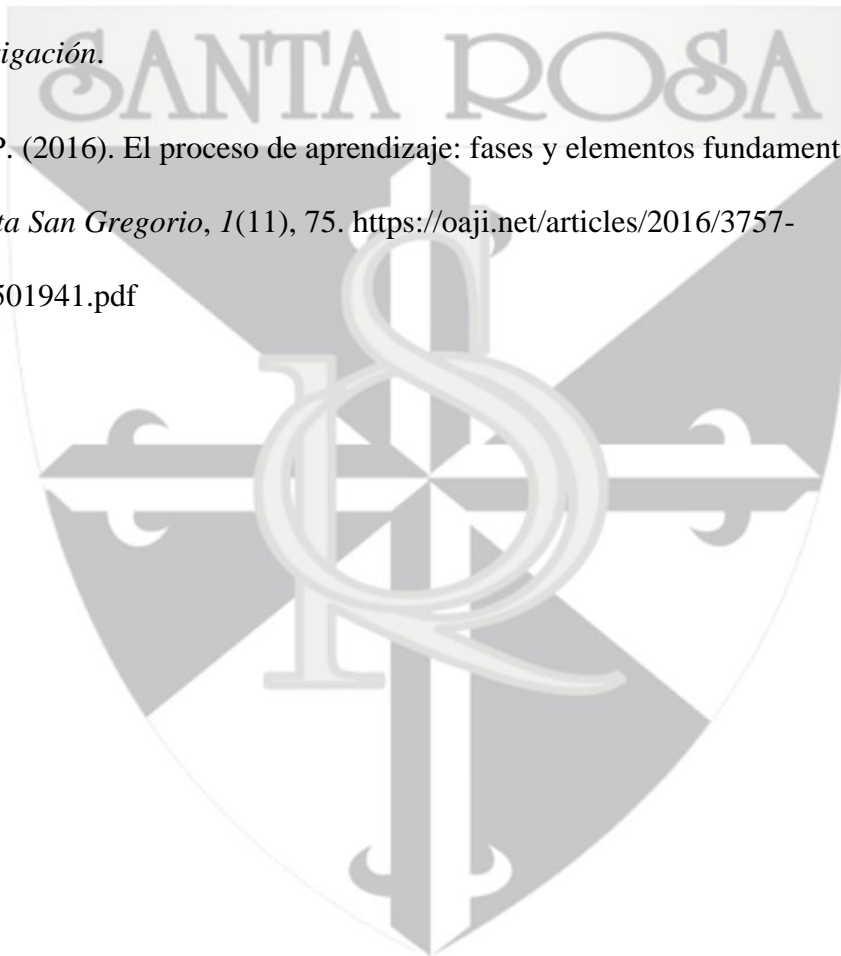 SANTA ROSA
tigación.
P. (2016). El proceso de aprendizaje: fases y elementos fundament
ta San Gregorio, 1(11), 75. https://oaji.net/articles/2016/3757-
501941.pdf